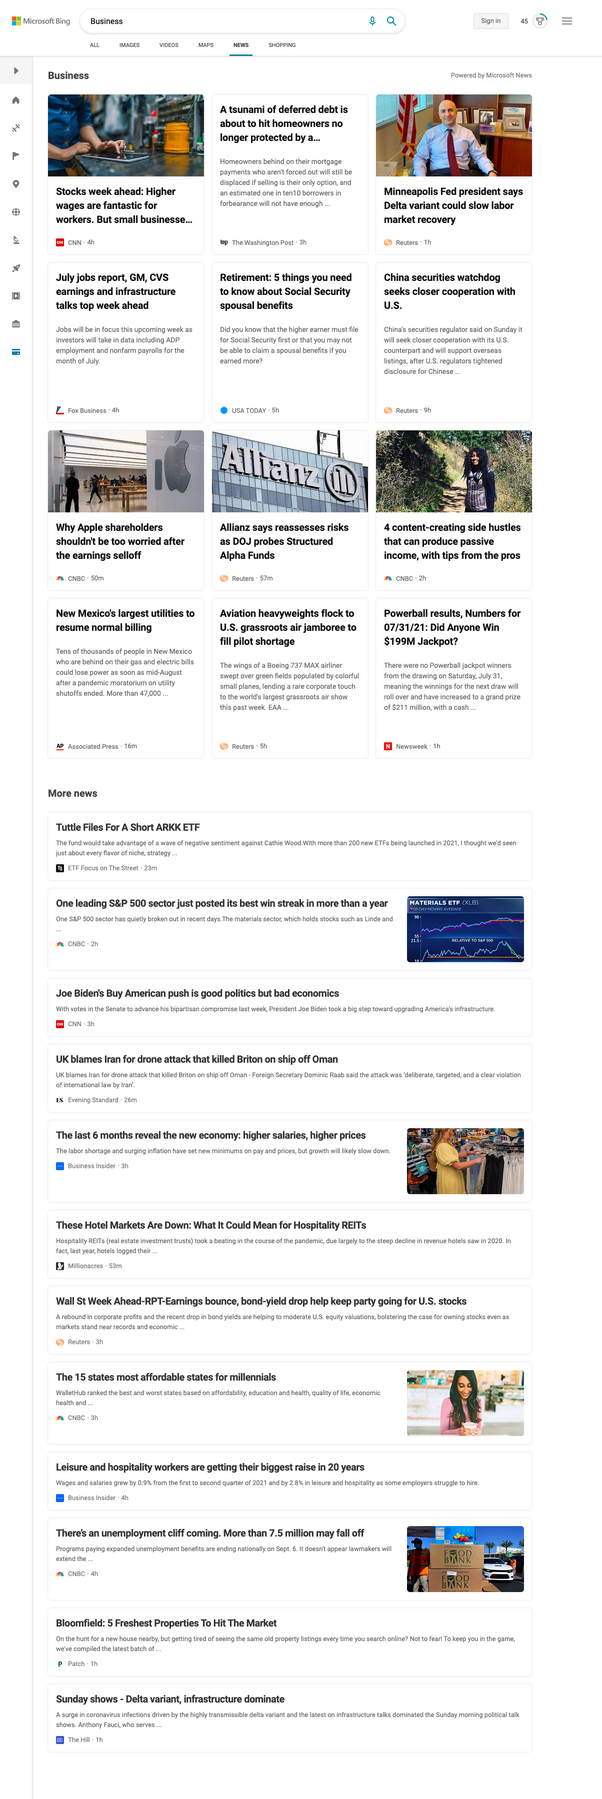 Microsoft Bing
Business
Sign in
45
ALL
IMAGES
VIDEOS
MAPS
NEWS
SHOPPING
Business
Powered by Microsoft News
Stocks week ahead: Higher
wages are fantastic for
workers. But small businesse...
CNN · 4h
A tsunami of deferred debt is
about to hit homeowners no
longer protected by a...
Homeowners behind on their mortgage
payments who aren't forced out will still be
displaced if selling is their only option, and
an estimated one in ten10 borrowers in
forbearance will not have enough ...
wp The Washington Post · 3h
Minneapolis Fed president says
Delta variant could slow labor
market recovery
Reuters · 1h
July jobs report, GM, CVS
earnings and infrastructure
talks top week ahead
Jobs will be in focus this upcoming week as
investors will take in data including ADP
employment and nonfarm payrolls for the
month of July.
Fox Business · 4h
Retirement: 5 things you need
to know about Social Security
spousal benefits
Did you know that the higher earner must file
for Social Security first or that you may not
be able to claim a spousal benefits if you
earned more?
USA TODAY · 5h
China securities watchdog
seeks closer cooperation with
U.S.
China's securities regulator said on Sunday it
will seek closer cooperation with its U.S.
counterpart and will support overseas
listings, after U.S. regulators tightened
disclosure for Chinese ...
Reuters · 9h
Why Apple shareholders
shouldn't be too worried after
the earnings selloff
CNBC · 50m
Allianz
Allianz says reassesses risks
as DOJ probes Structured
Alpha Funds
Reuters · 57m
4 content-creating side hustles
that can produce passive
income, with tips from the pros
CNBC · 2h
New Mexico's largest utilities to
resume normal billing
Tens of thousands of people in New Mexico
who are behind on their gas and electric bills
could lose power as soon as mid-August
after a pandemic moratorium on utility
shutoffs ended. More than 47,000 ...
AP Associated Press · 16m
Aviation heavyweights flock to
U.S. grassroots air jamboree to
fill pilot shortage
The wings of a Boeing 737 MAX airliner
swept over green fields populated by colorful
small planes, lending a rare corporate touch
to the world's largest grassroots air show
this past week. EAA ...
Reuters · 5h
Powerball results, Numbers for
07/31/21: Did Anyone Win
$199M Jackpot?
There were no Powerball jackpot winners
from the drawing on Saturday, July 31,
meaning the winnings for the next draw will
roll over and have increased to a grand prize
of $211 million, with a cash ...
N Newsweek · 1h
More news
Tuttle Files For A Short ARKK ETF
The fund would take advantage of a wave of negative sentiment against Cathie Wood.With more than 200 new ETFs being launched in 2021, I thought we'd seen
just about every flavor of niche, strategy ...
ETF Focus on The Street · 23m
One leading S&P 500 sector just posted its best win streak in more than a year
One S&P 500 sector has quietly broken out in recent days.The materials sector, which holds stocks such as Linde and
...
CNBC · 2h
MATERIALS ETF (XLB)
RELATIVE TO S&P 500
Joe Biden's Buy American push is good politics but bad economics
With votes in the Senate to advance his bipartisan compromise last week, President Joe Biden took a big step toward upgrading America's infrastructure.
CNN · 3h
UK blames Iran for drone attack that killed Briton on ship off Oman
UK blames Iran for drone attack that killed Briton on ship off Oman - Foreign Secretary Dominic Raab said the attack was 'deliberate, targeted, and a clear violation
of international law by Iran'.
ES. Evening Standard · 26m
The last 6 months reveal the new economy: higher salaries, higher prices
The labor shortage and surging inflation have set new minimums on pay and prices, but growth will likely slow down.
Business Insider · 3h
These Hotel Markets Are Down: What It Could Mean for Hospitality REITs
Hospitality REITs (real estate investment trusts) took a beating in the course of the pandemic, due largely to the steep decline in revenue hotels saw in 2020. In
fact, last year, hotels logged their ...
Millionacres · 53m
Wall St Week Ahead-RPT-Earnings bounce, bond-yield drop help keep party going for U.S. stocks
A rebound in corporate profits and the recent drop in bond yields are helping to moderate U.S. equity valuations, bolstering the case for owning stocks even as
markets stand near records and economic ...
Reuters · 3h
The 15 states most affordable states for millennials
WalletHub ranked the best and worst states based on affordability, education and health, quality of life, economic
health and ...
CNBC · 3h
Leisure and hospitality workers are getting their biggest raise in 20 years
Wages and salaries grew by 0.9% from the first to second quarter of 2021 and by 2.8% in leisure and hospitality as some employers struggle to hire.
Business Insider · 4h
There's an unemployment cliff coming. More than 7.5 million may fall off
Programs paying expanded unemployment benefits are ending nationally on Sept. 6. It doesn't appear lawmakers will
extend the ...
CNBC · 4h
FOOD
BANK
FOOD
BANK
Bloomfield: 5 Freshest Properties To Hit The Market
On the hunt for a new house nearby, but getting tired of seeing the same old property listings every time you search online? Not to fear! To keep you in the game,
we've compiled the latest batch of ...
P Patch · 1h
Sunday shows - Delta variant, infrastructure dominate
A surge in coronavirus infections driven by the highly transmissible delta variant and the latest on infrastructure talks dominated the Sunday morning political talk
shows. Anthony Fauci, who serves ...
The Hill · 1h